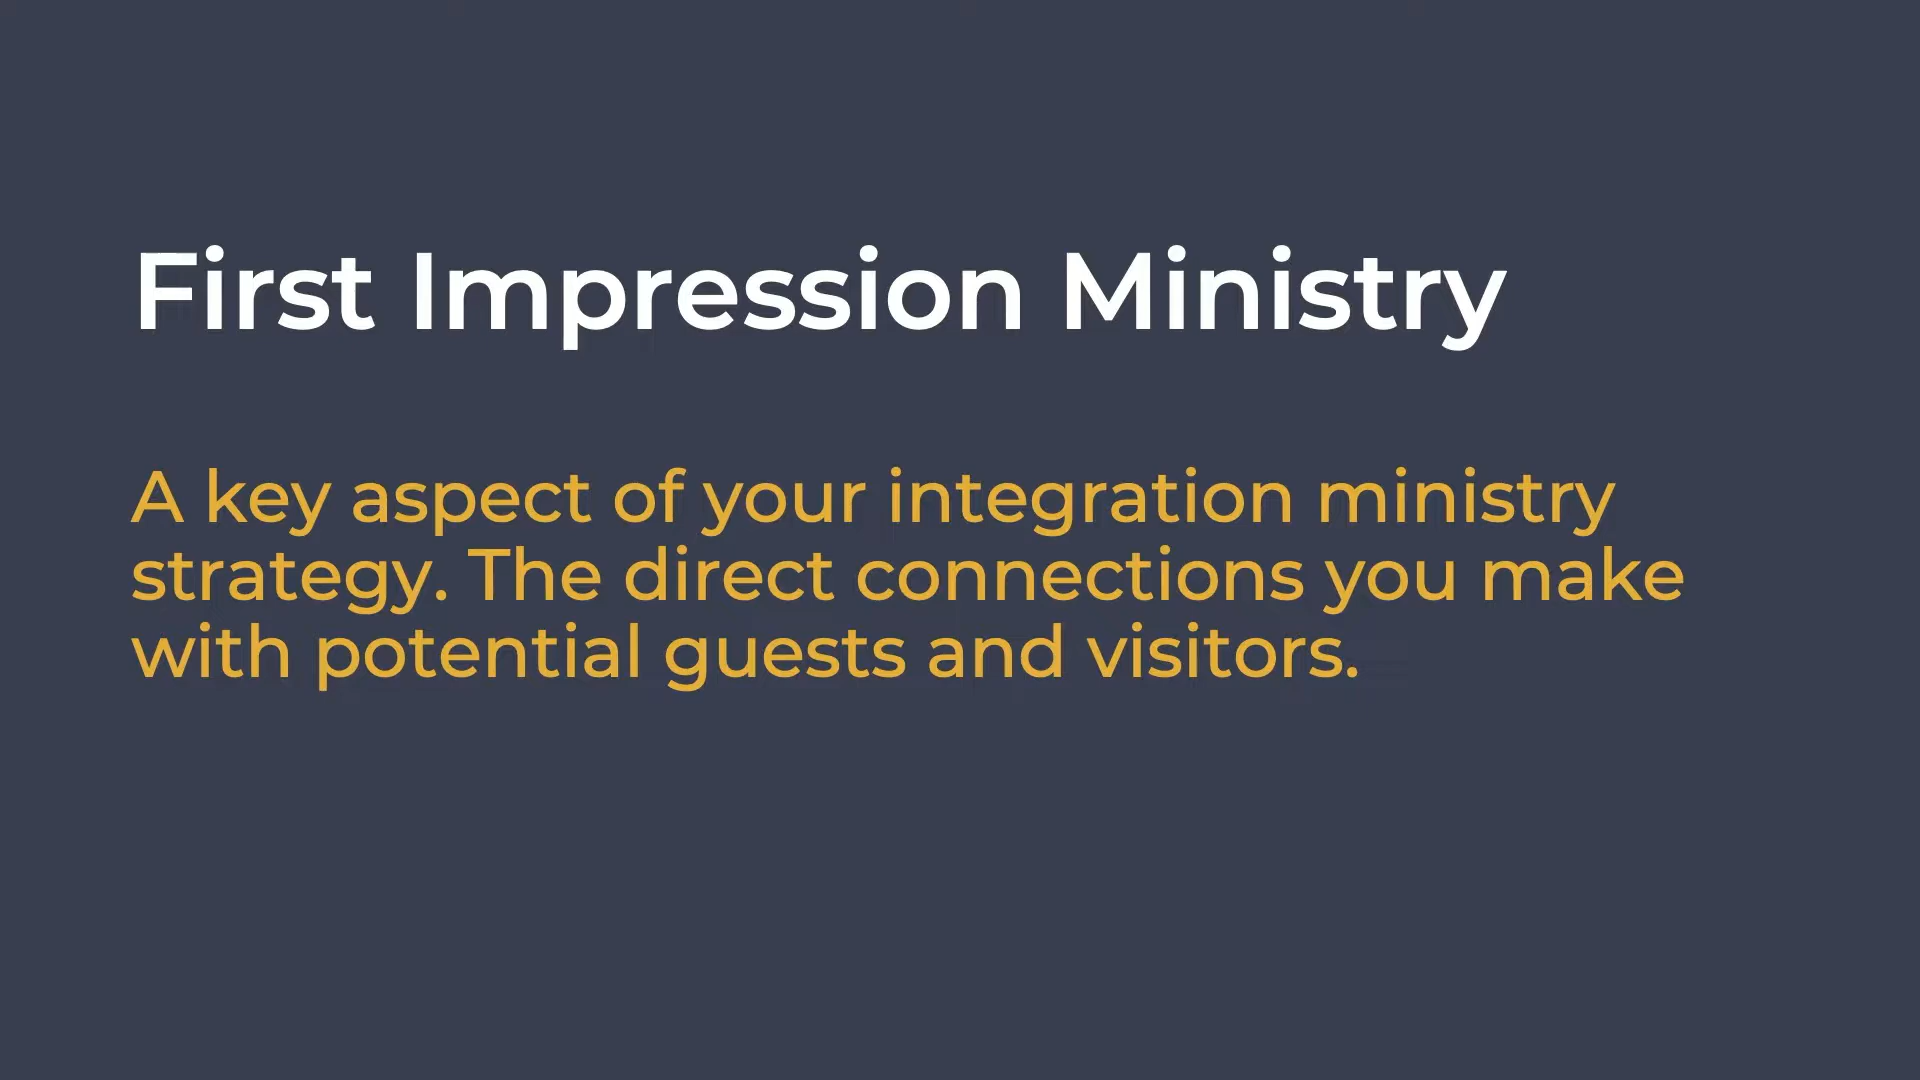 First Impression Ministry
A key aspect of your integration ministry
strategy. The direct connections you make
with potential guests and visitors.